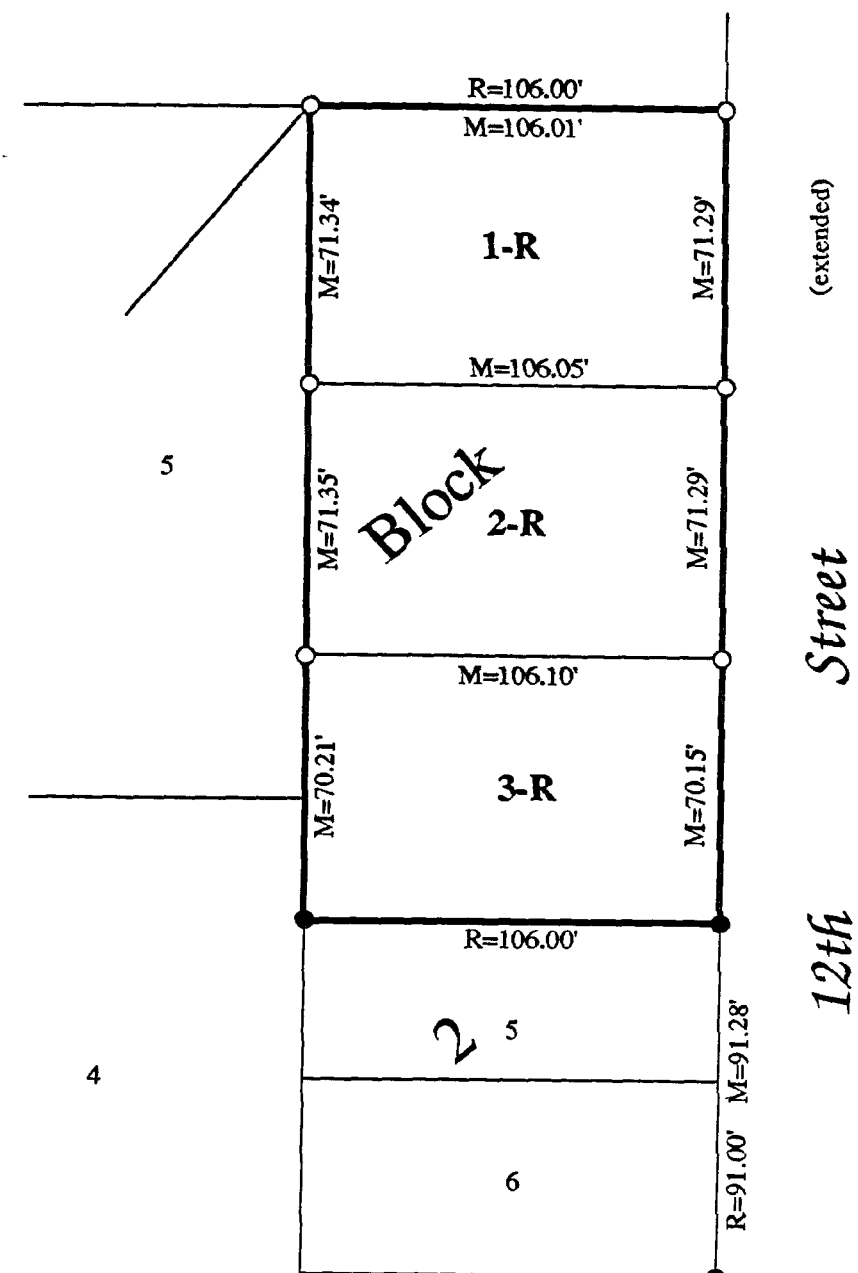 R=106.00'
M=106.01'
M=71.34'
1-R
M=71.29'
(extended)
M=106.05'
5
M=71.35'
Block
2-R
M=71.29'
Street
M=106.10'
M=70.21'
3-R
M=70.15'
R=106.00'
12th
2
5
M=91.28'
4
6
R=91.00'